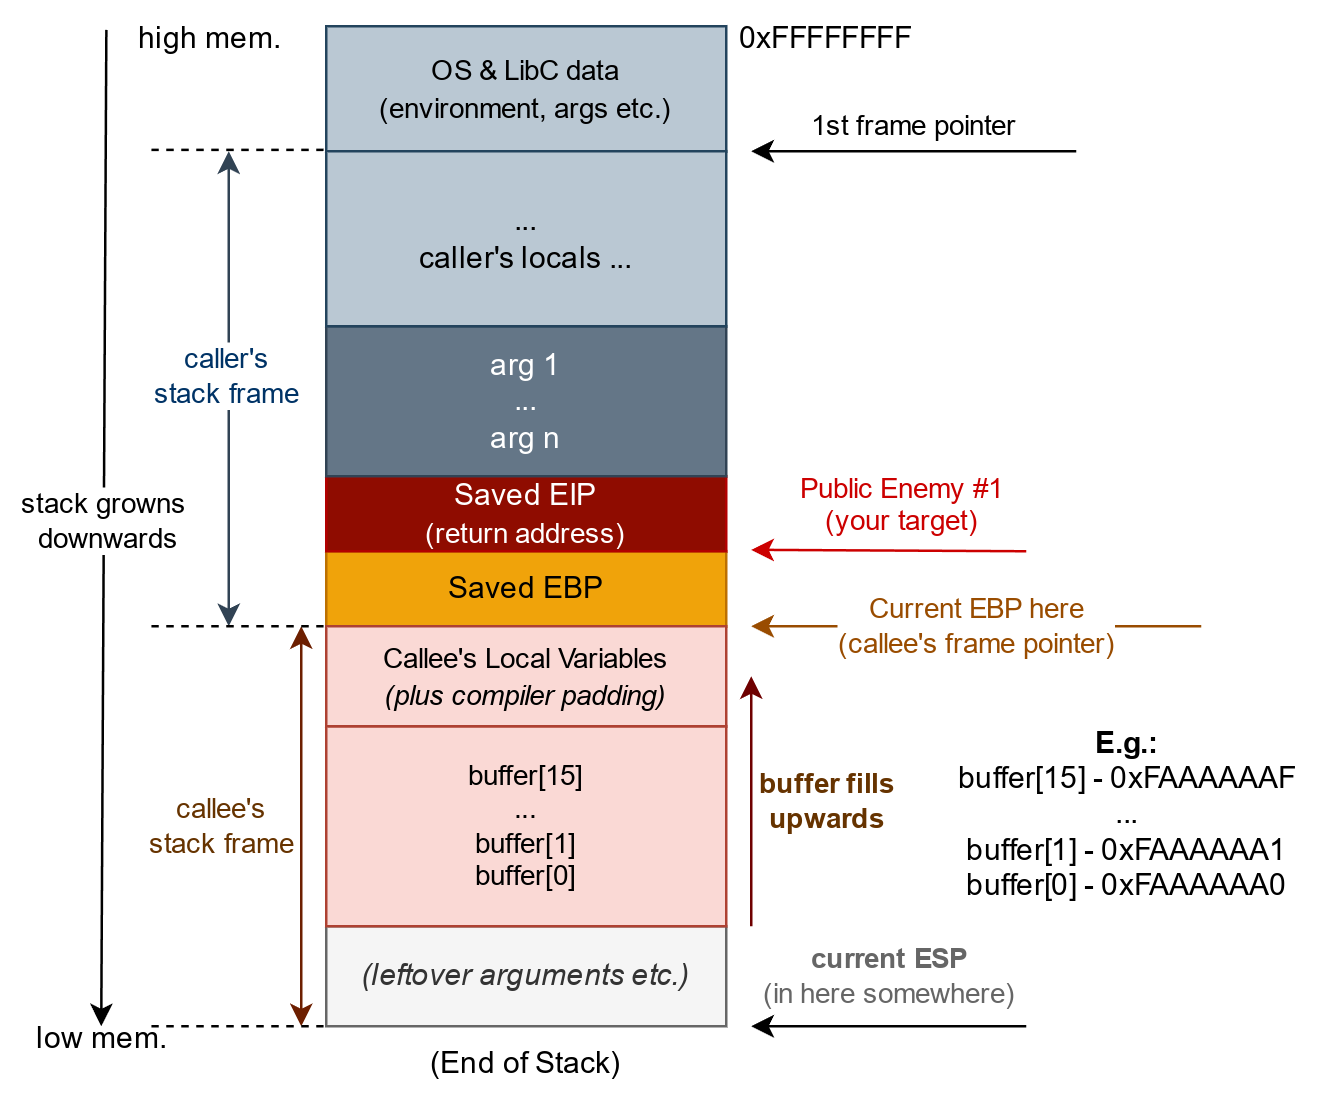 high mem.
0xFFFFFFFF
OS & LibC data
(environment, args etc.)
1st frame pointer
...
caller's locals ...
caller's
stack frame
arg 1
...
arg n
stack growns
downwards
Saved EIP
(return address)
Public Enemy #1
(your target)
Saved EBP
Current EBP here
(callee's frame pointer)
Callee's Local Variables
(plus compiler padding)
callee's
stack frame
buffer[15]
...
buffer[1]
buffer[0]
buffer fills
upwards
E.g.:
buffer[15] - 0xFAAAAAAF
...
buffer[1] - 0xFAAAAAA1
buffer[0] - 0xFAAAAAA0
(leftover arguments etc.)
current ESP
(in here somewhere)
low mem.
(End of Stack)